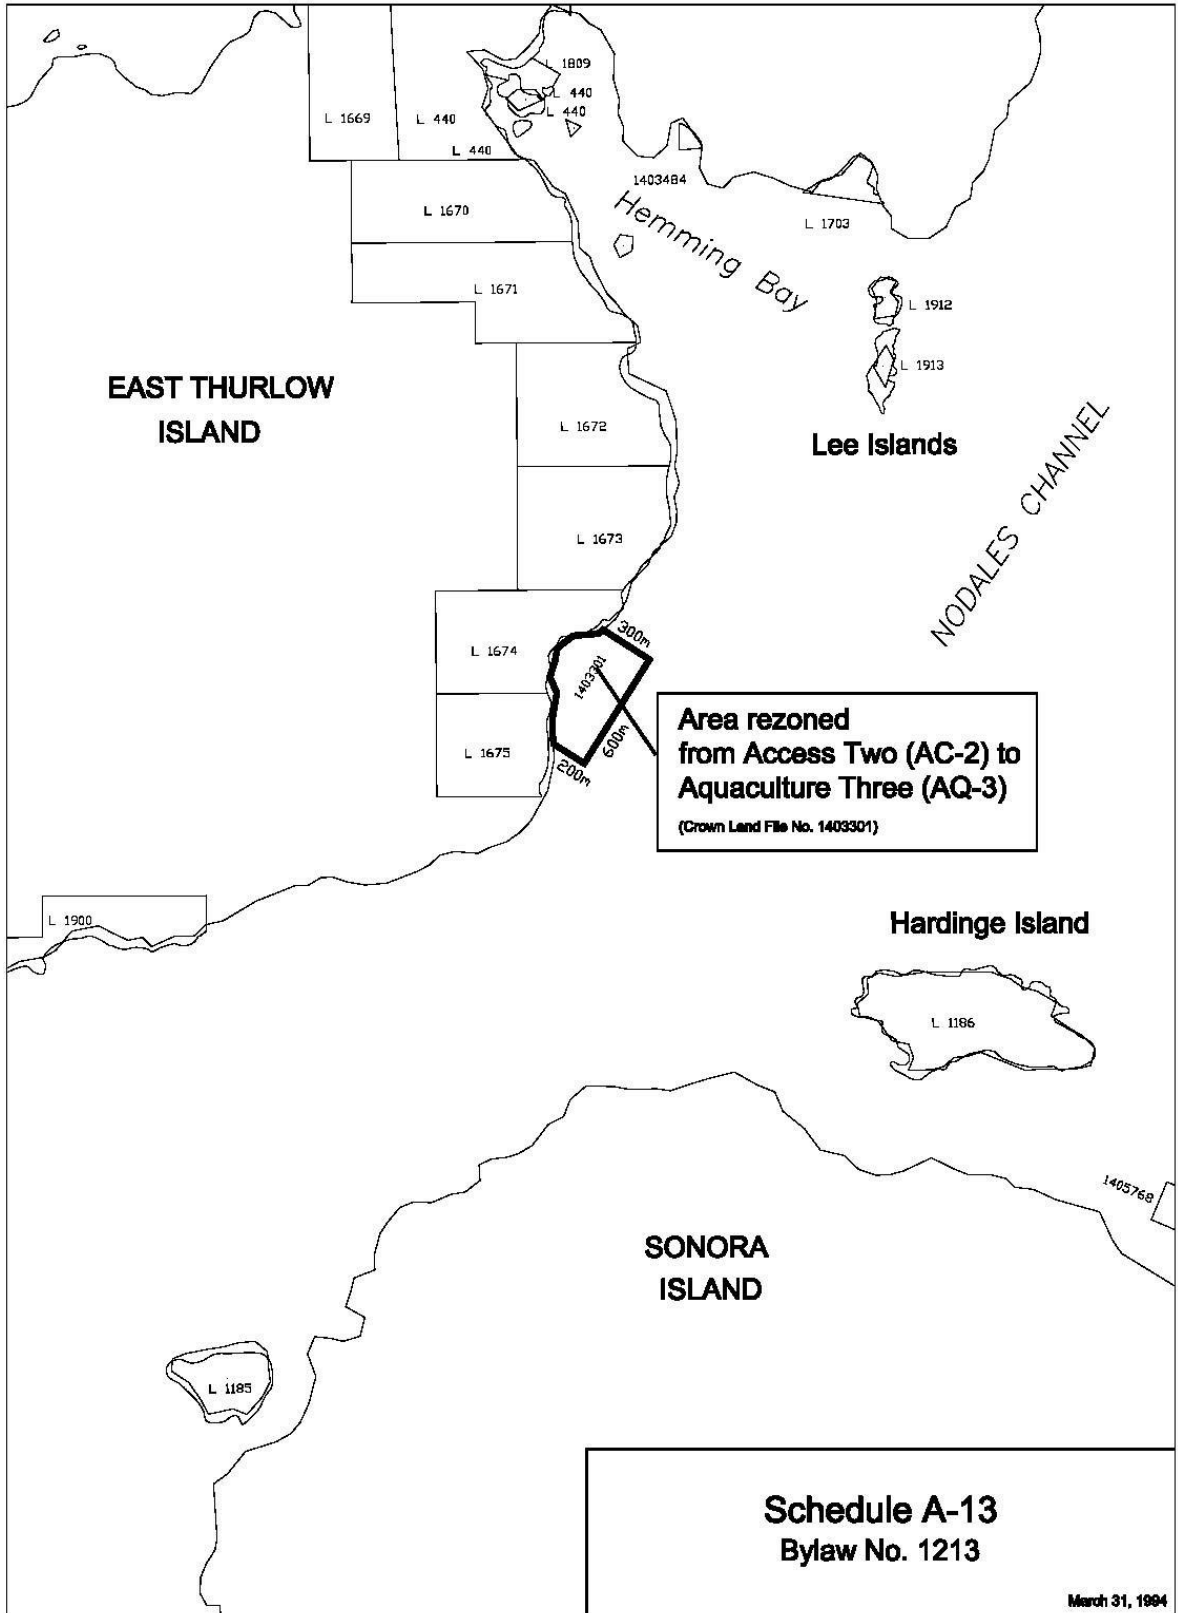 L 1809
L 440
L 440
L 1669
L 440
L 440
1403484
L 1670
Hemming Bay
L 1703
L 1671
L 1912
L 1913
EAST THURLOW
ISLAND
L 1672
Lee Islands
NODALES CHANNEL
L 1673
300m
L 1674
1403301
600m
200m
L 1675
Area rezoned
from Access Two (AC-2) to
Aquaculture Three (AQ-3)
(Crown Land File No. 1403301)
L 1900
Hardinge Island
L 1186
1405768
SONORA
ISLAND
L 1185
Schedule A-13
Bylaw No. 1213
March 31, 1994